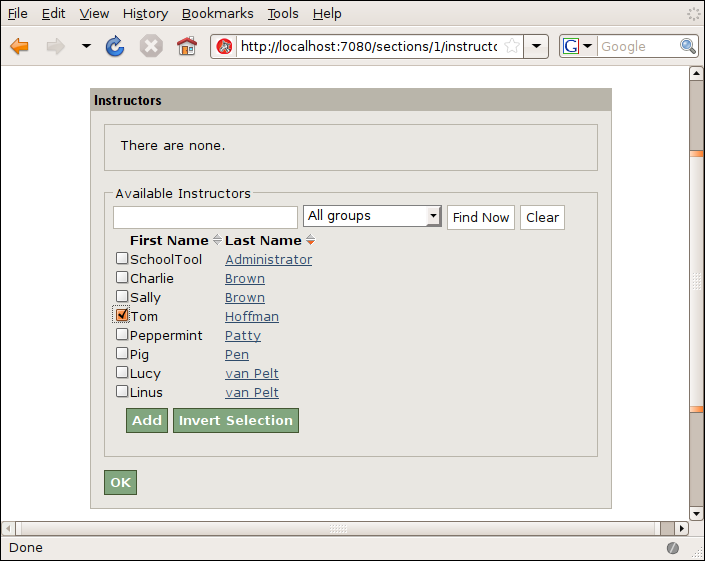 File Edit View History Bookmarks Tools Help
http://localhost:7080/sections/1/instructo
G Google
Instructors
There are none.
Available Instructors
All groups Find Now Clear
First Name Last Name
SchoolTool Administrator
Charlie Brown
Sally Brown
Tom Hoffman
Peppermint Patty
Pig Pen
Lucy van Pelt
Linus van Pelt
Add Invert Selection
OK
Done